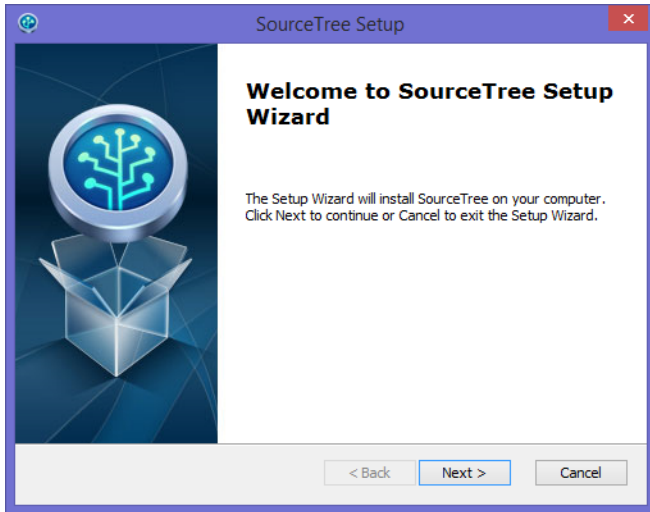 SourceTree Setup
Welcome to SourceTree Setup
Wizard
The Setup Wizard will install SourceTree on your computer.
Click Next to continue or Cancel to exit the Setup Wizard.
< Back Next > Cancel